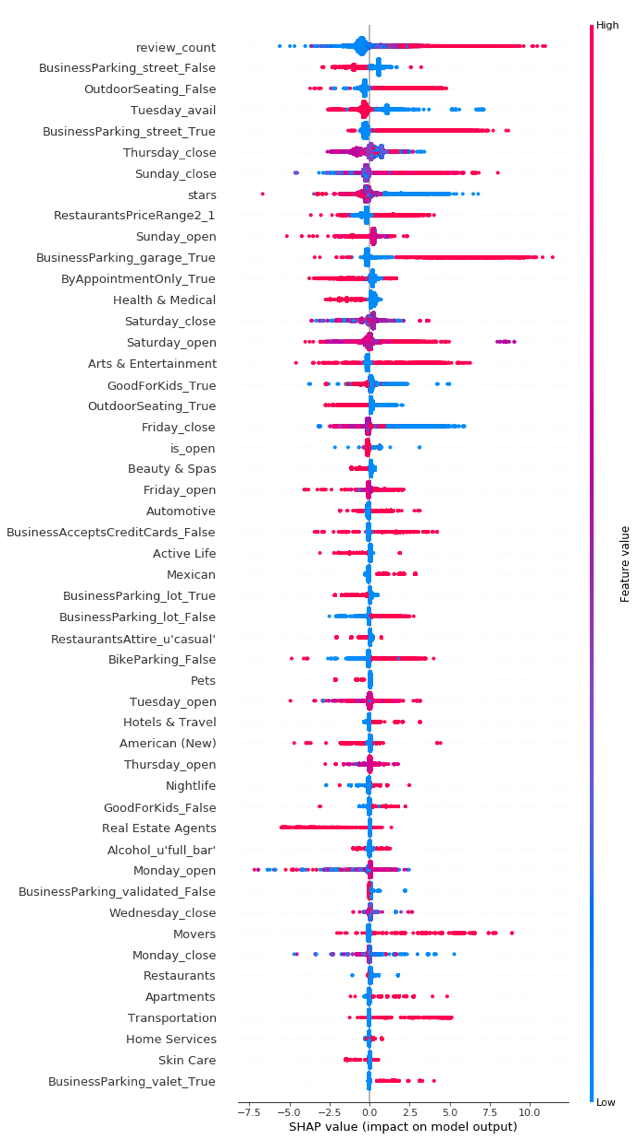 High
review_count
BusinessParking_street_False
OutdoorSeating_False
Tuesday_avail
BusinessParking_street_True
Thursday_close
Sunday_close
stars
RestaurantsPriceRange2_1
Sunday_open
BusinessParking_garage_True
ByAppointmentOnly_True
Health & Medical
Saturday_close
Saturday_open
Arts & Entertainment
GoodForKids_True
OutdoorSeating_True
Friday_close
is_open
Beauty & Spas
Friday_open
Automotive
BusinessAcceptsCreditCards_False
Active Life
Mexican
BusinessParking_lot_True
BusinessParking_lot_False
RestaurantsAttire_u'casual'
BikeParking_False
Pets
Tuesday_open
Hotels & Travel
American (New)
Thursday_open
Nightlife
GoodForKids_False
Real Estate Agents
Alcohol_u'full_bar'
Monday_open
BusinessParking_validated_False
Wednesday_close
Movers
Monday_close
Restaurants
Apartments
Transportation
Home Services
Skin Care
BusinessParking_valet_True
Low
Feature value
−7.5 −5.0 −2.5 0.0 2.5 5.0 7.5 10.0
SHAP value (impact on model output)